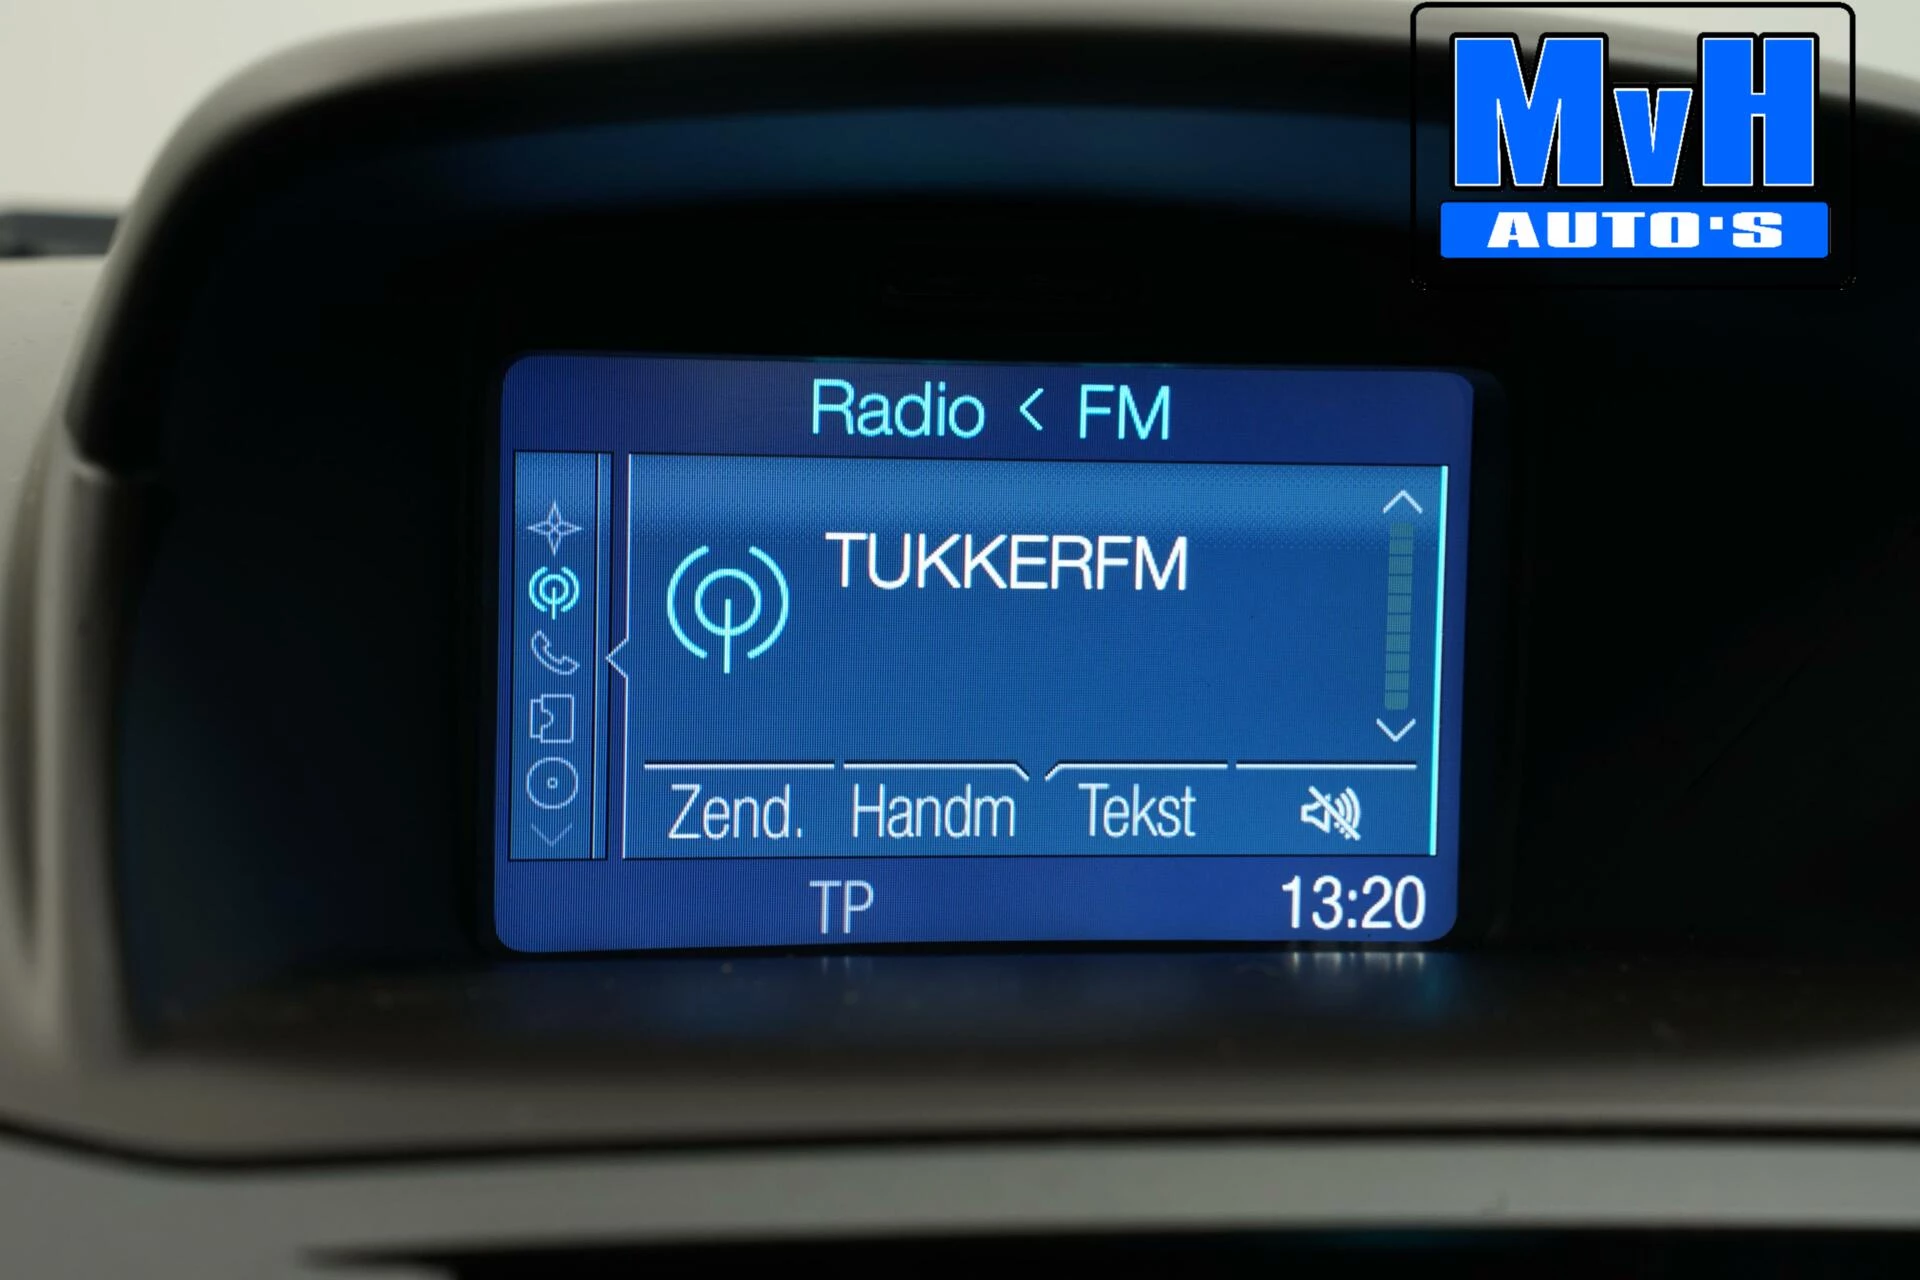 MvH
AUTO'S
Radio < FM
TUKKERFM
Zend. Handm Tekst
TP 13:20